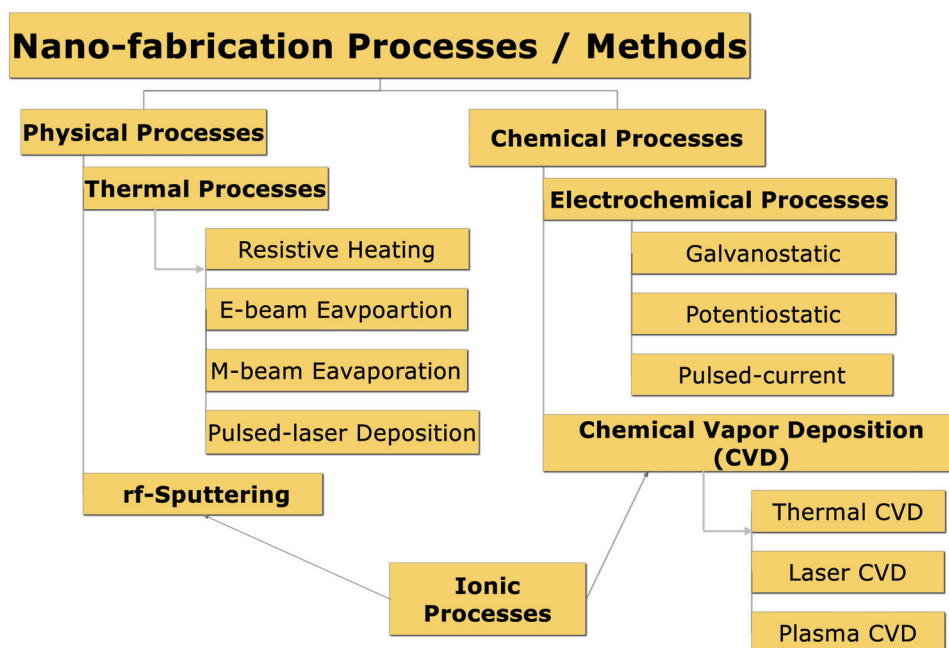 Nano-fabrication Processes / Methods
Physical Processes
Thermal Processes
Resistive Heating
E-beam Eavpoartion
M-beam Eavaporation
Pulsed-laser Deposition
rf-Sputtering
Chemical Processes
Electrochemical Processes
Galvanostatic
Potentiostatic
Pulsed-current
Chemical Vapor Deposition
(CVD)
Thermal CVD
Laser CVD
Plasma CVD
Ionic
Processes